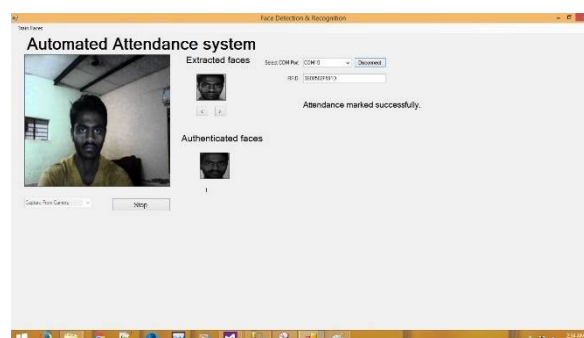 Face Detection & Recognition
Train Faces
Automated Attendance system
Extracted faces
Select COM Port
Disconnect
RFID
Attendance marked successfully.
< >
Authenticated faces
1
Capture From Camera
Stop